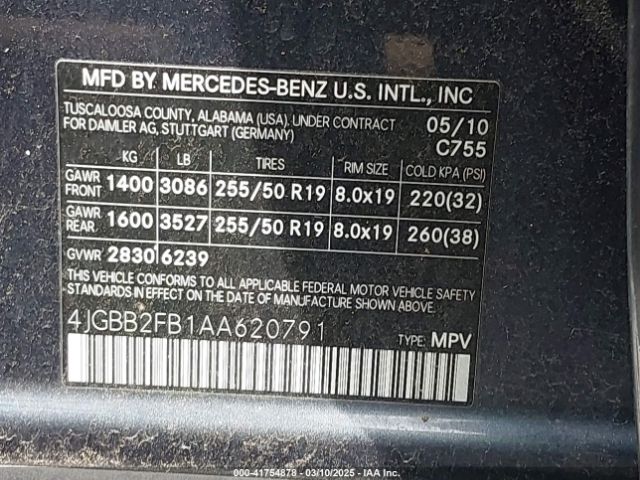 MFD BY MERCEDES-BENZ U.S. INTL., INC
TUSCALOOSA COUNTY, ALABAMA (USA). UNDER CONTRACT 05/10
FOR DAIMLER AG, STUTTGART (GERMANY) C755
KG LB TIRES RIM SIZE COLD KPA (PSI)
GAWR FRONT 1400 3086 255/50 R19 8.0x19 220(32)
GAWR REAR 1600 3527 255/50 R19 8.0x19 260(38)
GVWR 2830 6239
THIS VEHICLE CONFORMS TO ALL APPLICABLE FEDERAL MOTOR VEHICLE SAFETY
STANDARDS IN EFFECT ON THE DATE OF MANUFACTURE SHOWN ABOVE.
4JGBB2FB1AA620791 TYPE: MPV
000-41754878 - 03/10/2025 - IAA Inc.